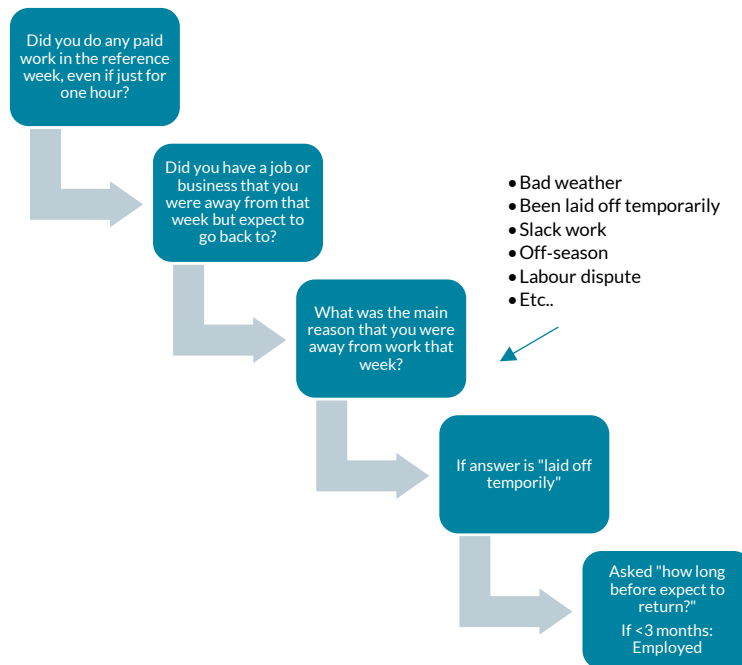 Did you do any paid
work in the reference
week, even if just for
one hour?
Did you have a job or
business that you
were away from that
week but expect to
go back to?
• Bad weather
• Been laid off temporarily
• Slack work
• Off-season
• Labour dispute
• Etc..
What was the main
reason that you were
away from work that
week?
If answer is "laid off
temporily"
Asked "how long
before expect to
return?"
If <3 months:
Employed